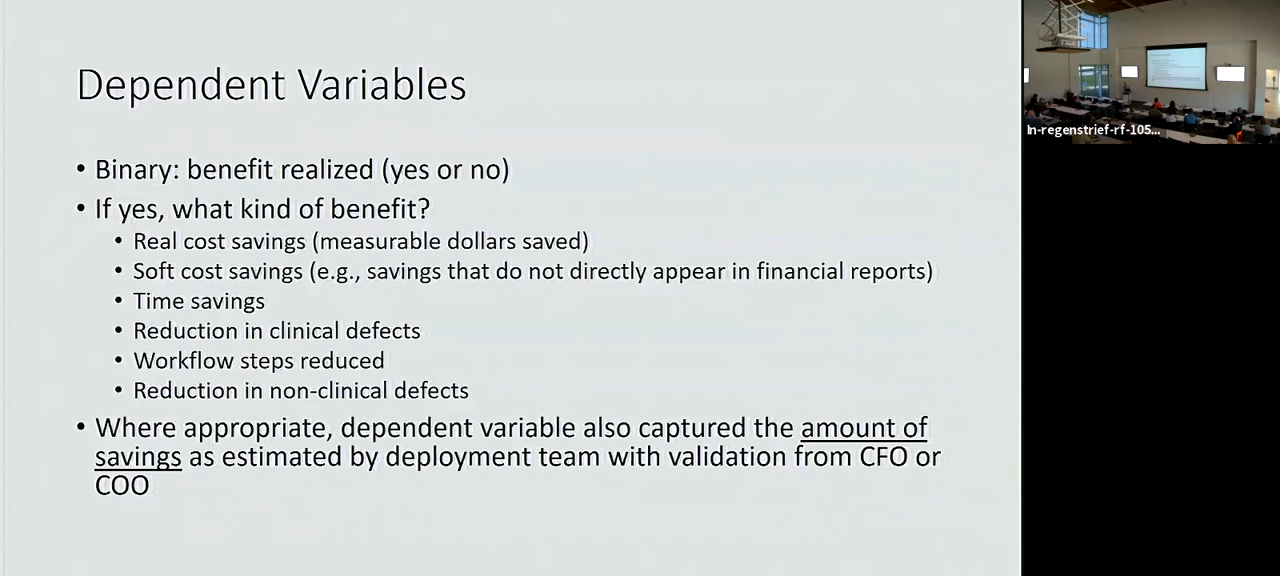 Dependent Variables
• Binary: benefit realized (yes or no)
• If yes, what kind of benefit?
• Real cost savings (measurable dollars saved)
• Soft cost savings (e.g., savings that do not directly appear in financial reports)
• Time savings
• Reduction in clinical defects
• Workflow steps reduced
• Reduction in non-clinical defects
• Where appropriate, dependent variable also captured the amount of
savings as estimated by deployment team with validation from CFO or
COO
In-regenstrief-rf-105...